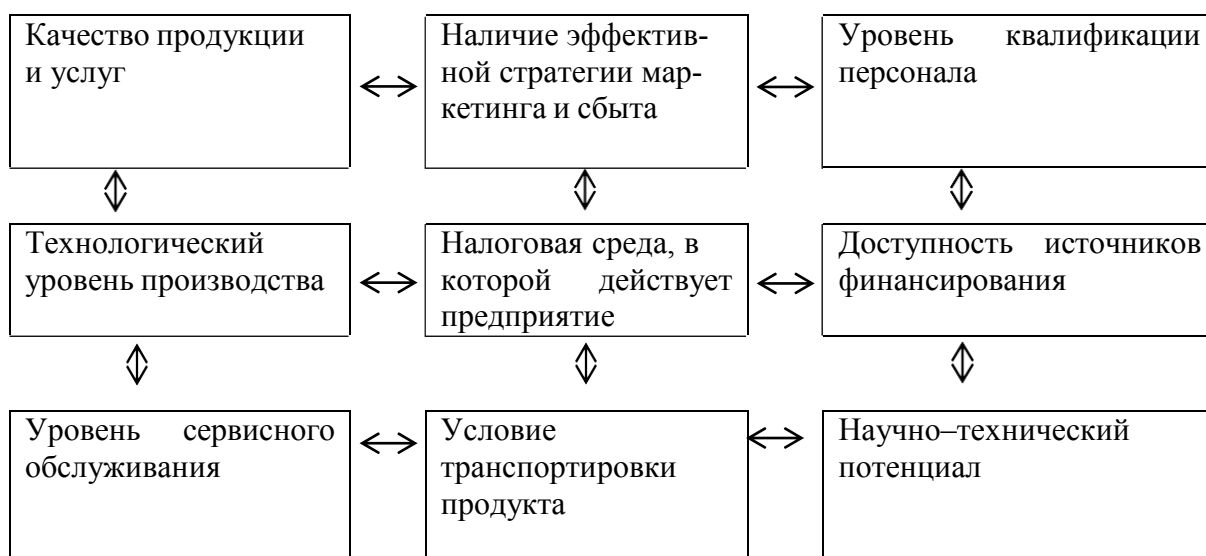 Качество продукции
и услуг
Наличие эффектив-
ной стратегии мар-
кетинга и сбыта
Уровень квалификации
персонала
Технологический
уровень производства
Налоговая среда, в
которой действует
предприятие
Доступность источников
финансирования
Уровень сервисного
обслуживания
Условие
транспортировки
продукта
Научно–технический
потенциал